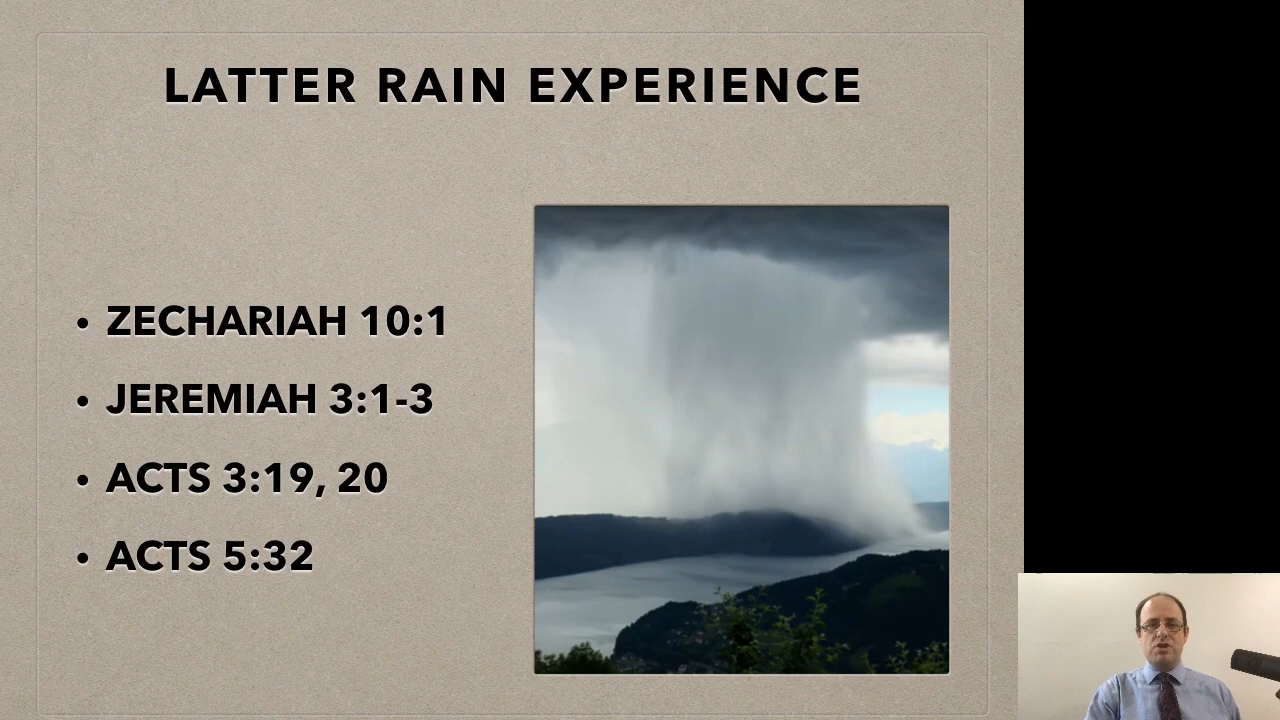 LATTER RAIN EXPERIENCE
• ZECHARIAH 10:1
• JEREMIAH 3:1-3
• ACTS 3:19, 20
• ACTS 5:32